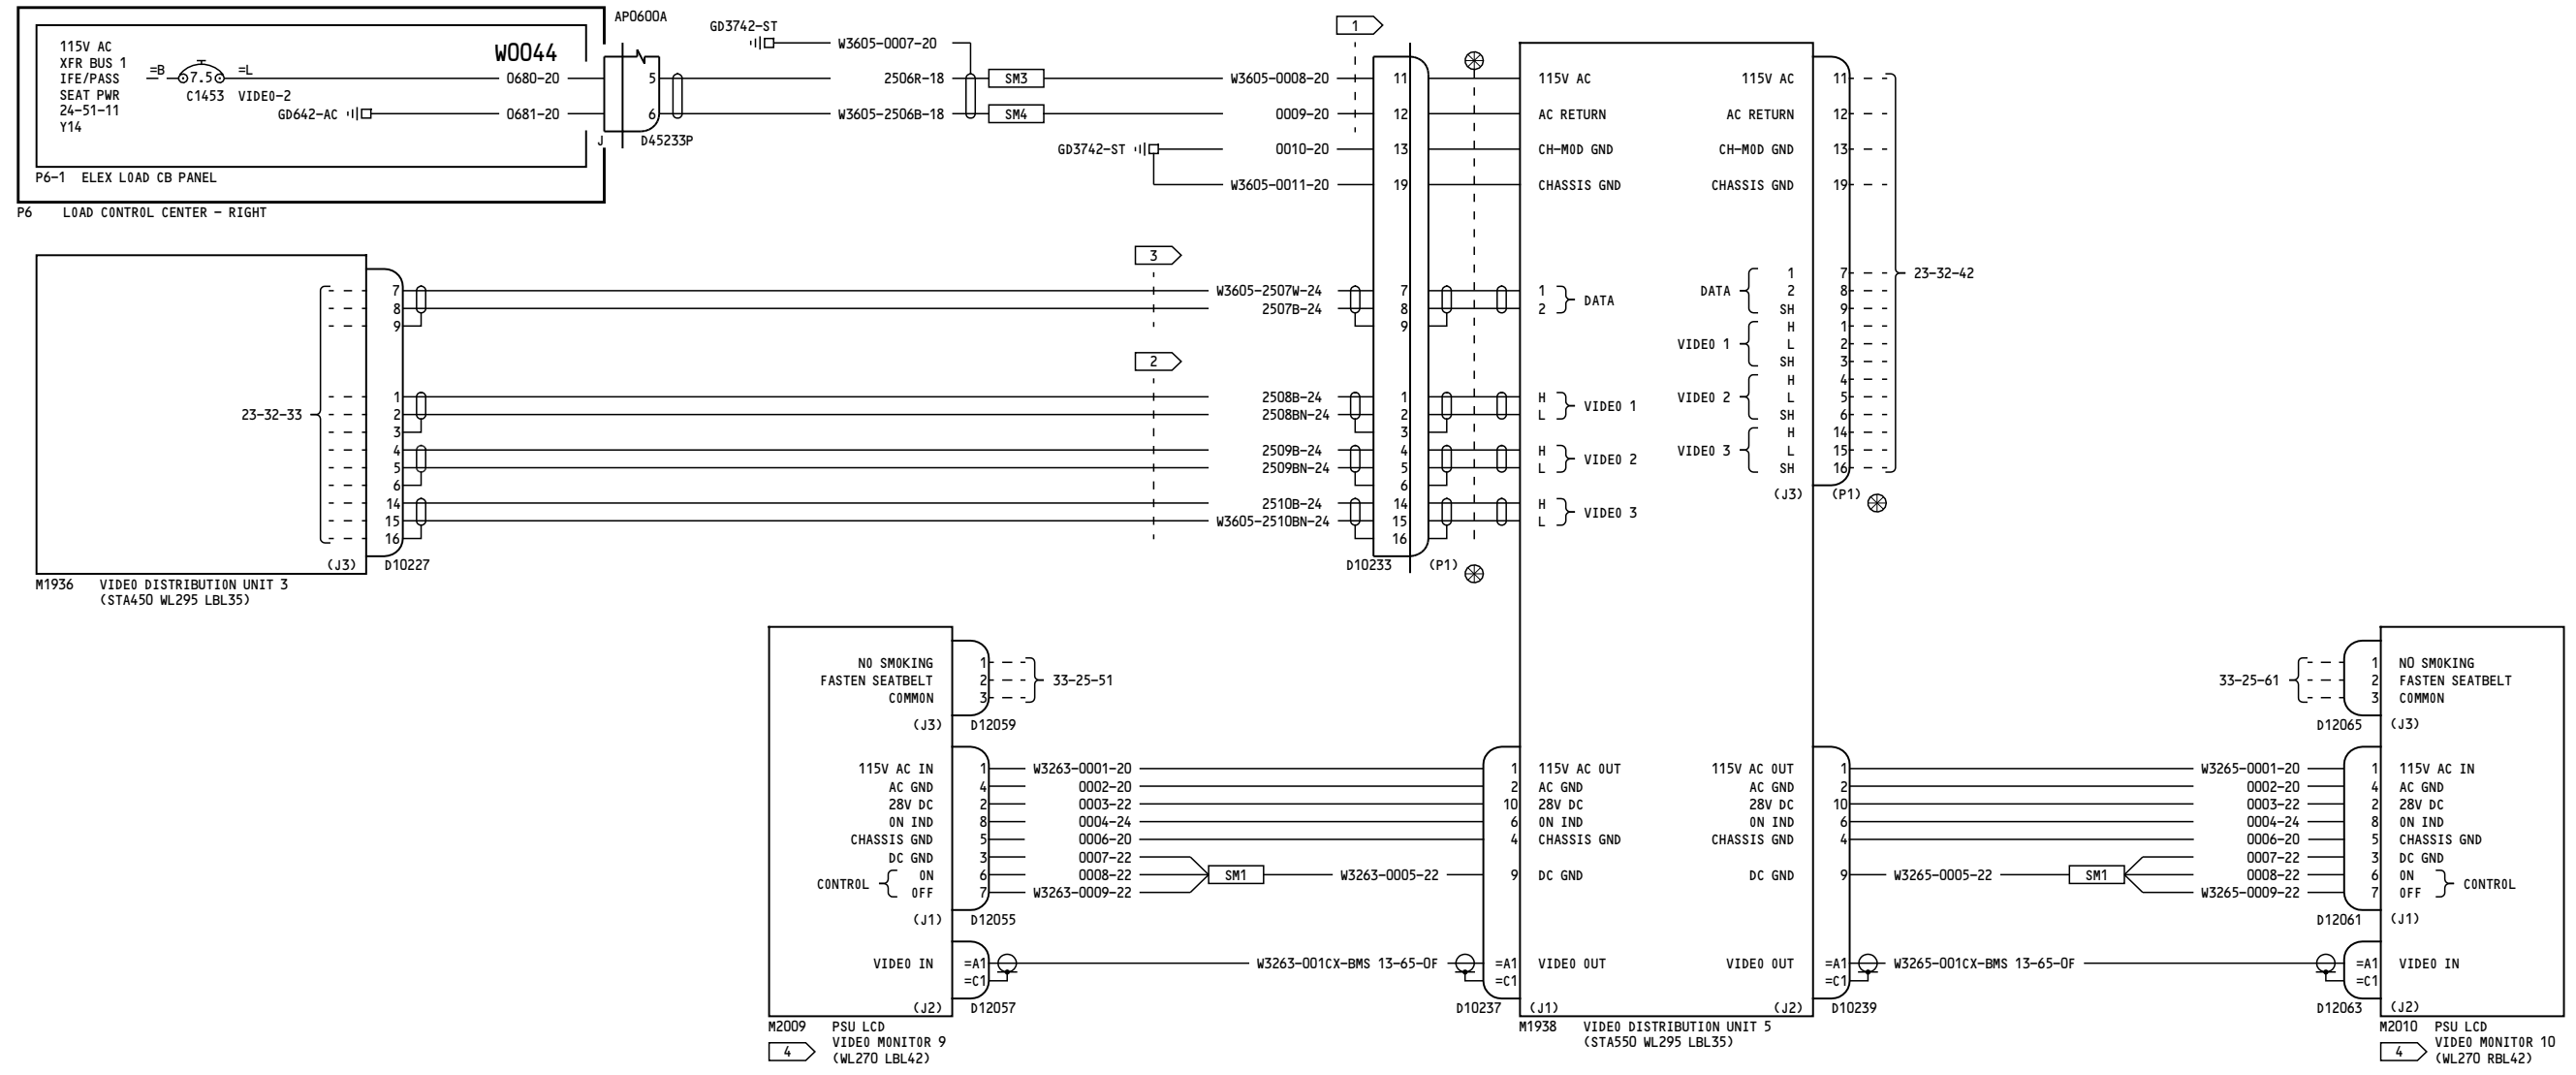 AP0600A
115V AC
XFR BUS 1
IFE/PASS
SEAT PWR
24-51-11
Y14
=B
7.5
=L
C1453 VIDEO-2
W0044
0680-20
GD642-AC
0681-20
J
5
6
D45233P
P6-1 ELEX LOAD CB PANEL
P6 LOAD CONTROL CENTER - RIGHT
GD3742-ST
W3605-0007-20
2506R-18
SM3
W3605-2506B-18
SM4
1
W3605-0008-20
0009-20
GD3742-ST
0010-20
W3605-0011-20
11
12
13
19
115V AC
AC RETURN
CH-MOD GND
CHASSIS GND
115V AC
AC RETURN
CH-MOD GND
CHASSIS GND
11
12
13
19
23-32-42
23-32-33
7
8
9
1
2
3
4
5
6
14
15
16
(J3)
D10227
M1936 VIDEO DISTRIBUTION UNIT 3
(STA450 WL295 LBL35)
3
W3605-2507W-24
2507B-24
2
2508B-24
2508BN-24
2509B-24
2509BN-24
2510B-24
W3605-2510BN-24
7
8
9
1
2
3
4
5
6
14
15
16
D10233
(P1)
1
2
DATA
H
L
VIDEO 1
H
L
VIDEO 2
H
L
VIDEO 3
DATA
1
2
SH
VIDEO 1
H
L
SH
VIDEO 2
H
L
SH
VIDEO 3
H
L
SH
7
8
9
1
2
3
4
5
6
14
15
16
(J3)
(P1)
NO SMOKING
FASTEN SEATBELT
COMMON
1
2
3
33-25-51
(J3)
D12059
115V AC IN
AC GND
28V DC
ON IND
CHASSIS GND
DC GND
CONTROL
ON
OFF
1
4
2
8
5
3
6
7
(J1)
D12055
W3263-0001-20
0002-20
0003-22
0004-24
0006-20
0007-22
0008-22
W3263-0009-22
SM1
W3263-0005-22
VIDEO IN
=A1
=C1
(J2)
D12057
W3263-001CX-BMS 13-65-0F
M2009 PSU LCD
VIDEO MONITOR 9
(WL270 LBL42)
4
1
2
10
6
4
9
115V AC OUT
AC GND
28V DC
ON IND
CHASSIS GND
DC GND
=A1
=C1
VIDEO OUT
D10237
(J1)
115V AC OUT
AC GND
28V DC
ON IND
CHASSIS GND
DC GND
1
2
10
6
4
9
VIDEO OUT
=A1
=C1
(J2)
D10239
M1938 VIDEO DISTRIBUTION UNIT 5
(STA550 WL295 LBL35)
33-25-61
1
2
3
NO SMOKING
FASTEN SEATBELT
COMMON
D12065
(J3)
W3265-0005-22
SM1
W3265-0001-20
0002-20
0003-22
0004-24
0006-20
0007-22
0008-22
W3265-0009-22
1
4
2
8
5
3
6
7
115V AC IN
AC GND
28V DC
ON IND
CHASSIS GND
DC GND
ON
OFF
CONTROL
D12061
(J1)
W3265-001CX-BMS 13-65-0F
=A1
=C1
VIDEO IN
D12063
(J2)
M2010 PSU LCD
VIDEO MONITOR 10
(WL270 RBL42)
4